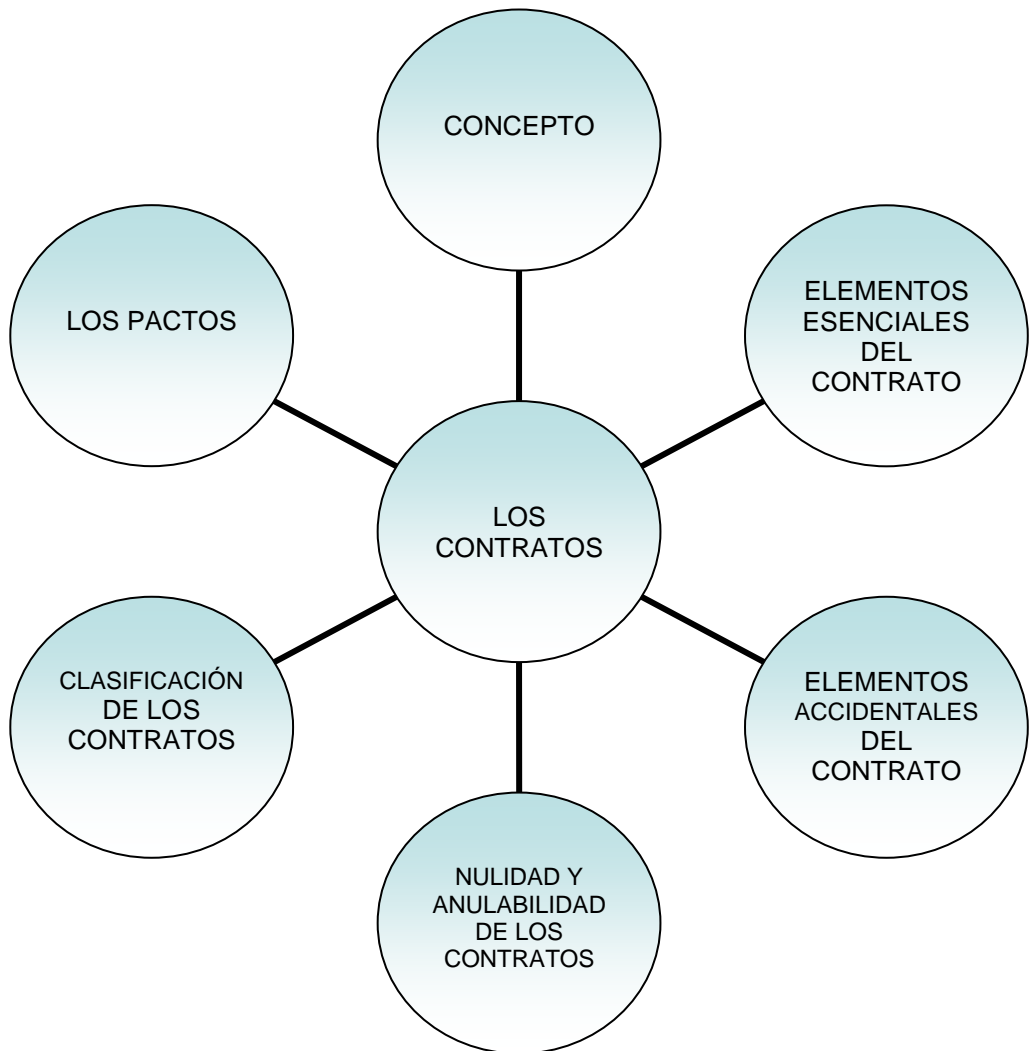 CONCEPTO
ELEMENTOS
ESENCIALES
DEL
CONTRATO
ELEMENTOS
ACCIDENTALES
DEL
CONTRATO
NULIDAD Y
ANULABILIDAD
DE LOS
CONTRATOS
CLASIFICACIÓN
DE LOS
CONTRATOS
LOS PACTOS
LOS
CONTRATOS